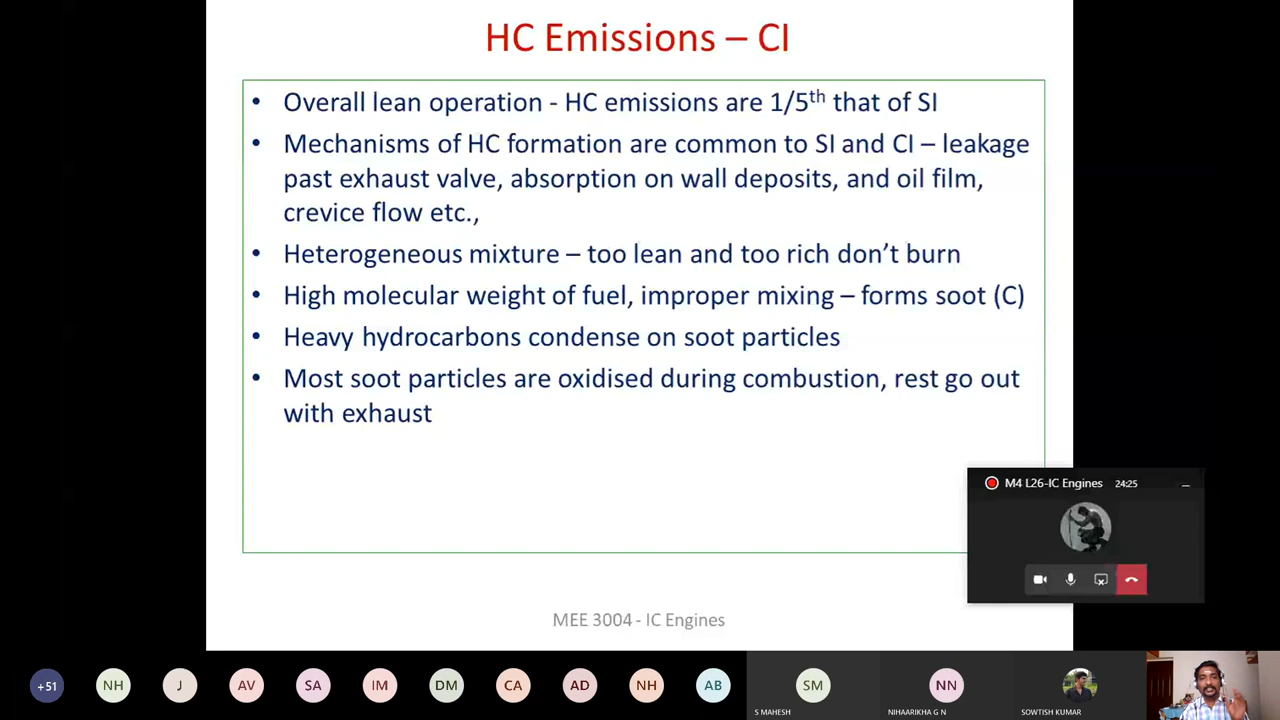 HC Emissions – CI
• Overall lean operation - HC emissions are 1/5th that of SI
• Mechanisms of HC formation are common to SI and CI – leakage
past exhaust valve, absorption on wall deposits, and oil film,
crevice flow etc.,
• Heterogeneous mixture – too lean and too rich don’t burn
• High molecular weight of fuel, improper mixing – forms soot (C)
• Heavy hydrocarbons condense on soot particles
• Most soot particles are oxidised during combustion, rest go out
with exhaust
M4 L26-IC Engines 24:25
MEE 3004 - IC Engines
+51 NH J AV SA IM DM CA AD NH AB SM NN
S MAHESH NIHAARIKHA G N SOWTISH KUMAR